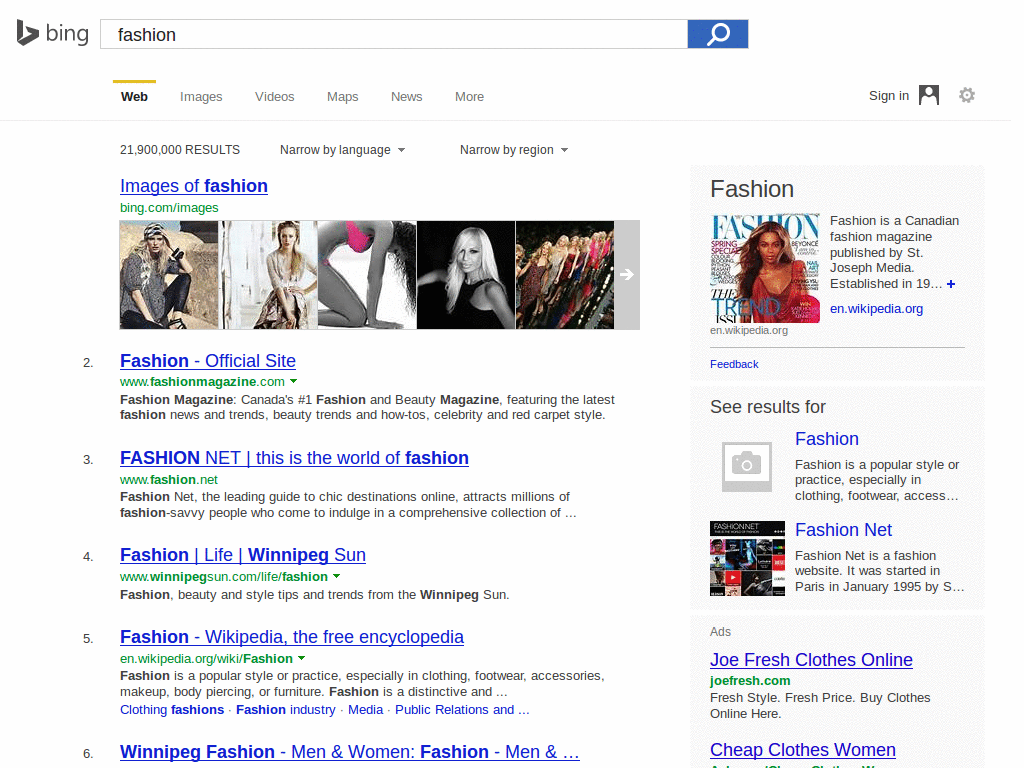 bing
fashion
Web Images Videos Maps News More
Sign in
21,900,000 RESULTS Narrow by language Narrow by region
Images of fashion
bing.com/images
2. Fashion - Official Site
www.fashionmagazine.com
Fashion Magazine: Canada's #1 Fashion and Beauty Magazine, featuring the latest
fashion news and trends, beauty trends and how-tos, celebrity and red carpet style.
3. FASHION NET | this is the world of fashion
www.fashion.net
Fashion Net, the leading guide to chic destinations online, attracts millions of
fashion-savvy people who come to indulge in a comprehensive collection of ...
4. Fashion | Life | Winnipeg Sun
www.winnipegsun.com/life/fashion
Fashion, beauty and style tips and trends from the Winnipeg Sun.
5. Fashion - Wikipedia, the free encyclopedia
en.wikipedia.org/wiki/Fashion
Fashion is a popular style or practice, especially in clothing, footwear, accessories,
makeup, body piercing, or furniture. Fashion is a distinctive and ...
Clothing fashions · Fashion industry · Media · Public Relations and ...
6. Winnipeg Fashion - Men & Women: Fashion - Men & ...
Fashion
FASHION
SPRING
SPECIAL
BEYONCÉ
THE
TREND
ISSUE
Fashion is a Canadian
fashion magazine
published by St.
Joseph Media.
Established in 19... +
en.wikipedia.org
en.wikipedia.org
Feedback
See results for
Fashion
Fashion is a popular style or
practice, especially in
clothing, footwear, access...
FASHIONNET
Fashion Net
Fashion Net is a fashion
website. It was started in
Paris in January 1995 by S...
Ads
Joe Fresh Clothes Online
joefresh.com
Fresh Style. Fresh Price. Buy Clothes
Online Here.
Cheap Clothes Women